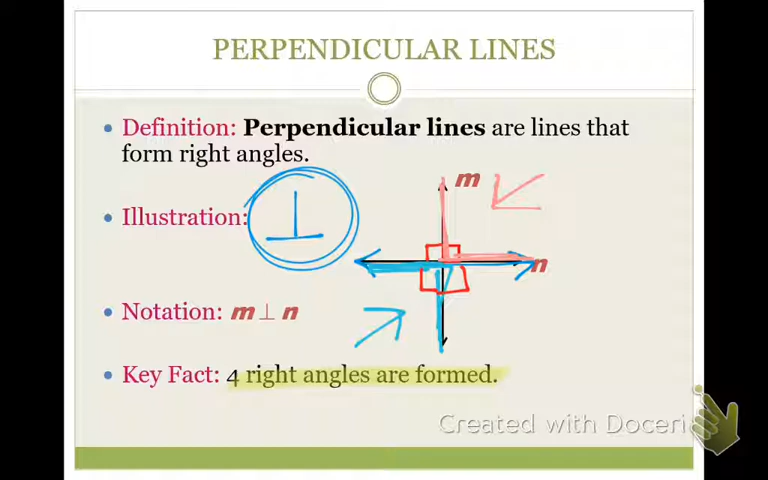 PERPENDICULAR LINES
• Definition: Perpendicular lines are lines that
form right angles.
m
• Illustration:
n
• Notation: m ⊥ n
• Key Fact: 4 right angles are formed.
Created with Doceri